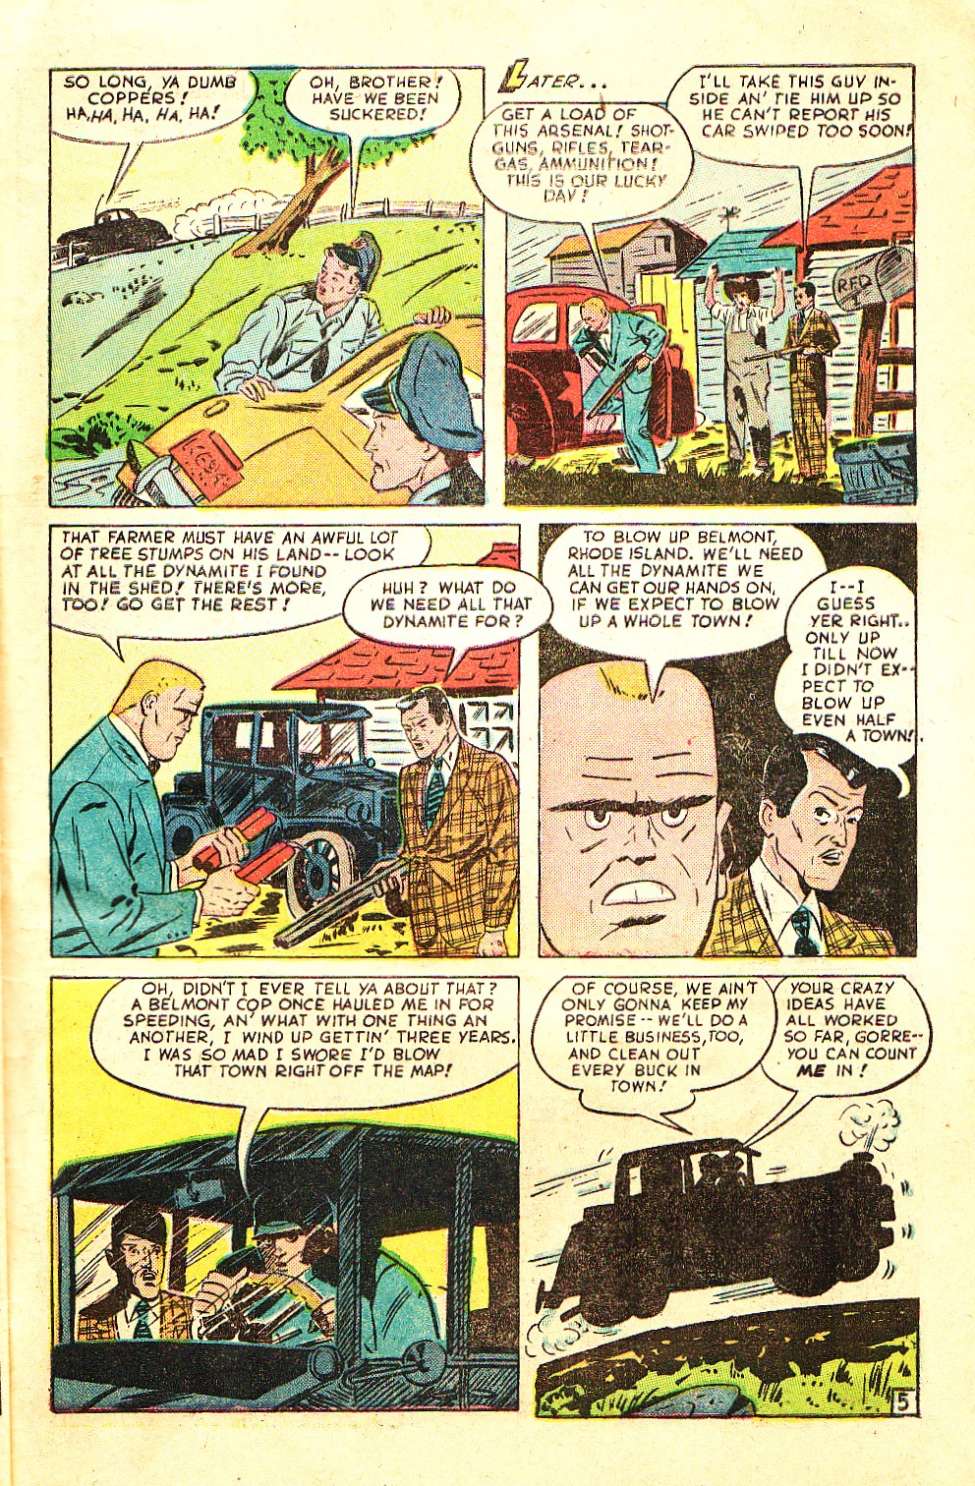 SO LONG, YA DUMB
COPPERS!
HA, HA, HA, HA, HA!
OH, BROTHER!
HAVE WE BEEN
SUCKERED!
LATER...
GET A LOAD OF
THIS ARSENAL! SHOT-
GUNS, RIFLES, TEAR-
GAS, AMMUNITION!
THIS IS OUR LUCKY
DAY!
I'LL TAKE THIS GUY IN-
SIDE AN' TIE HIM UP SO
HE CAN'T REPORT HIS
CAR SWIPED TOO SOON!
RFD
1
THAT FARMER MUST HAVE AN AWFUL LOT
OF TREE STUMPS ON HIS LAND-- LOOK
AT ALL THE DYNAMITE I FOUND
IN THE SHED! THERE'S MORE,
TOO! GO GET THE REST!
HUH? WHAT DO
WE NEED ALL THAT
DYNAMITE FOR?
TO BLOW UP BELMONT,
RHODE ISLAND. WE'LL NEED
ALL THE DYNAMITE WE
CAN GET OUR HANDS ON,
IF WE EXPECT TO BLOW
UP A WHOLE TOWN!
I--I
GUESS
YER RIGHT..
ONLY UP
TILL NOW
I DIDN'T EX--
PECT TO
BLOW UP
EVEN HALF
A TOWN!.
OH, DIDN'T I EVER TELL YA ABOUT THAT?
A BELMONT COP ONCE HAULED ME IN FOR
SPEEDING, AN' WHAT WITH ONE THING AN
ANOTHER, I WIND UP GETTIN' THREE YEARS.
I WAS SO MAD I SWORE I'D BLOW
THAT TOWN RIGHT OFF THE MAP!
OF COURSE, WE AIN'T
ONLY GONNA KEEP MY
PROMISE -- WE'LL DO A
LITTLE BUSINESS, TOO,
AND CLEAN OUT
EVERY BUCK IN
TOWN!
YOUR CRAZY
IDEAS HAVE
ALL WORKED
SO FAR, GORRE--
YOU CAN COUNT
ME IN!
5